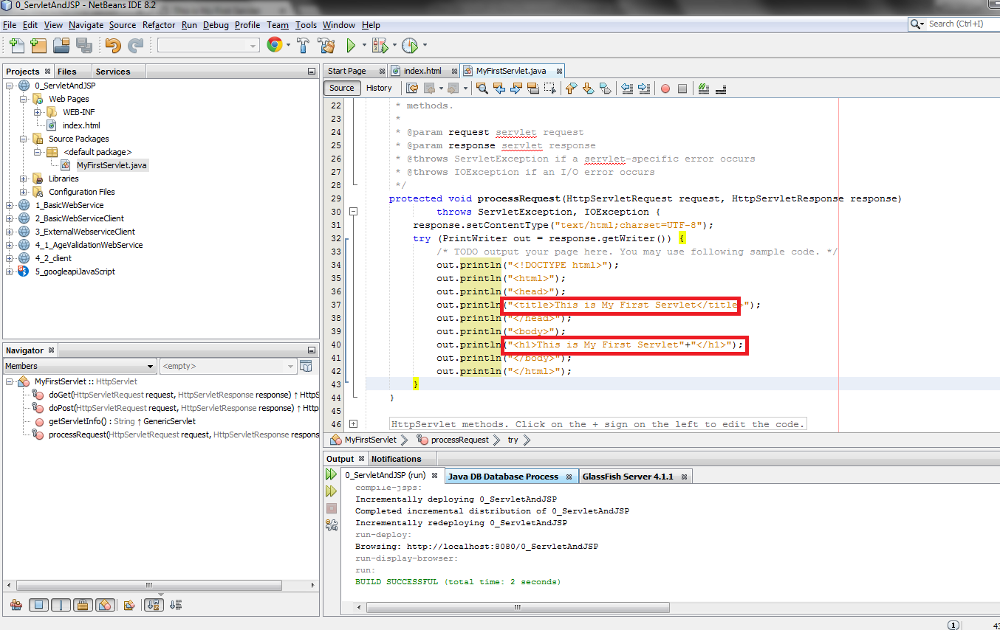 0_ServletAndJSP - NetBeans IDE 8.2
File Edit View Navigate Source Refactor Run Debug Profile Team Tools Window Help
Search (Ctrl+I)
Projects Files Services
0_ServletAndJSP
Web Pages
WEB-INF
index.html
Source Packages
<default package>
MyFirstServlet.java
Libraries
Configuration Files
1_BasicWebService
2_BasicWebServiceClient
3_ExternalwebserviceClient
4_1_AgeValidationWebService
4_2_client
5_googleapiJavaScript
Navigator
Members <empty>
MyFirstServlet :: HttpServlet
doGet(HttpServletRequest request, HttpServletResponse response) ↑ HttpS
doPost(HttpServletRequest request, HttpServletResponse response) ↑ Http
getServletInfo() : String ↑ GenericServlet
processRequest(HttpServletRequest request, HttpServletResponse respons
Start Page index.html MyFirstServlet.java
Source History
22 * methods.
23 *
24 * @param request servlet request
25 * @param response servlet response
26 * @throws ServletException if a servlet-specific error occurs
27 * @throws IOException if an I/O error occurs
28 */
29 protected void processRequest(HttpServletRequest request, HttpServletResponse response)
30 throws ServletException, IOException {
31 response.setContentType("text/html;charset=UTF-8");
32 try (PrintWriter out = response.getWriter()) {
33 /* TODO output your page here. You may use following sample code. */
34 out.println("<!DOCTYPE html>");
35 out.println("<html>");
36 out.println("<head>");
37 out.println("<title>This is My First Servlet</title>");
38 out.println("</head>");
39 out.println("<body>");
40 out.println("<h1>This is My First Servlet"+"</h1>");
41 out.println("</body>");
42 out.println("</html>");
43 }
44 }
45
46 HttpServlet methods. Click on the + sign on the left to edit the code.
MyFirstServlet processRequest try
Output Notifications
0_ServletAndJSP (run) Java DB Database Process GlassFish Server 4.1.1
compile-jsps:
Incrementally deploying 0_ServletAndJSP
Completed incremental distribution of 0_ServletAndJSP
Incrementally redeploying 0_ServletAndJSP
run-deploy:
Browsing: http://localhost:8080/0_ServletAndJSP
run-display-browser:
run:
BUILD SUCCESSFUL (total time: 2 seconds)
1 43